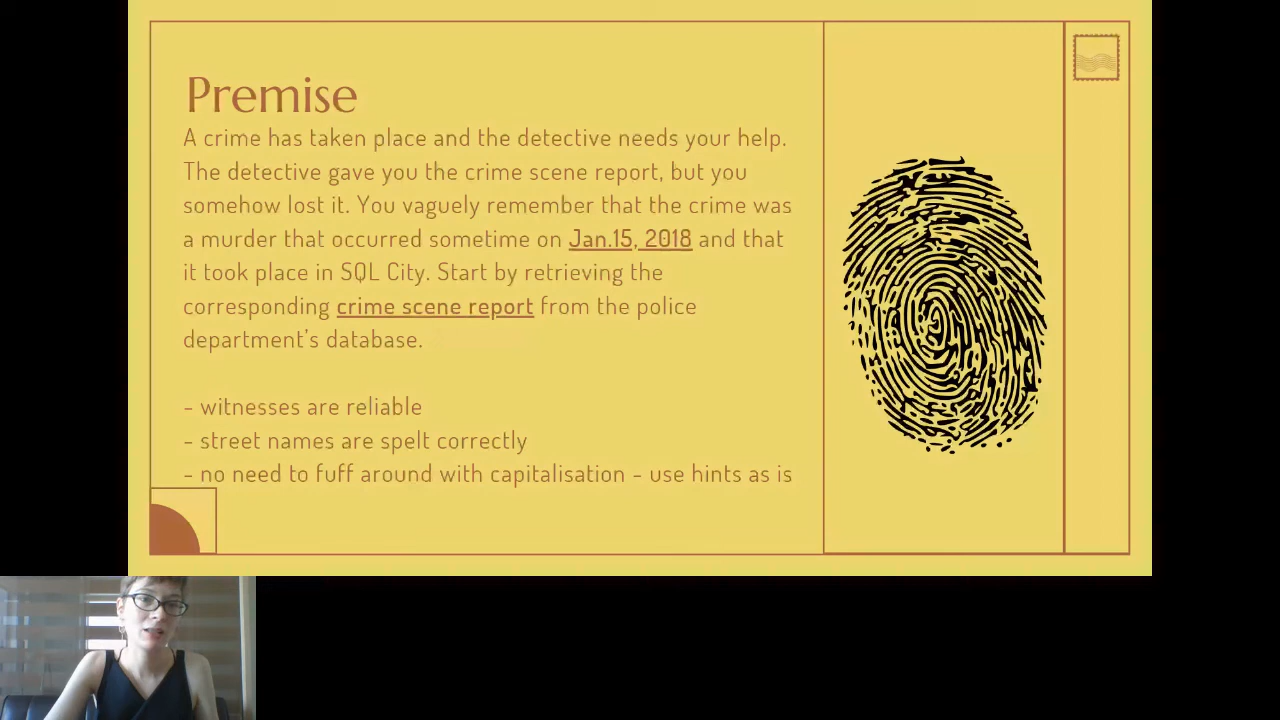 Premise
A crime has taken place and the detective needs your help.
The detective gave you the crime scene report, but you
somehow lost it. You vaguely remember that the crime was
a murder that occurred sometime on Jan.15, 2018 and that
it took place in SQL City. Start by retrieving the
corresponding crime scene report from the police
department's database.
- witnesses are reliable
- street names are spelt correctly
- no need to fuff around with capitalisation - use hints as is